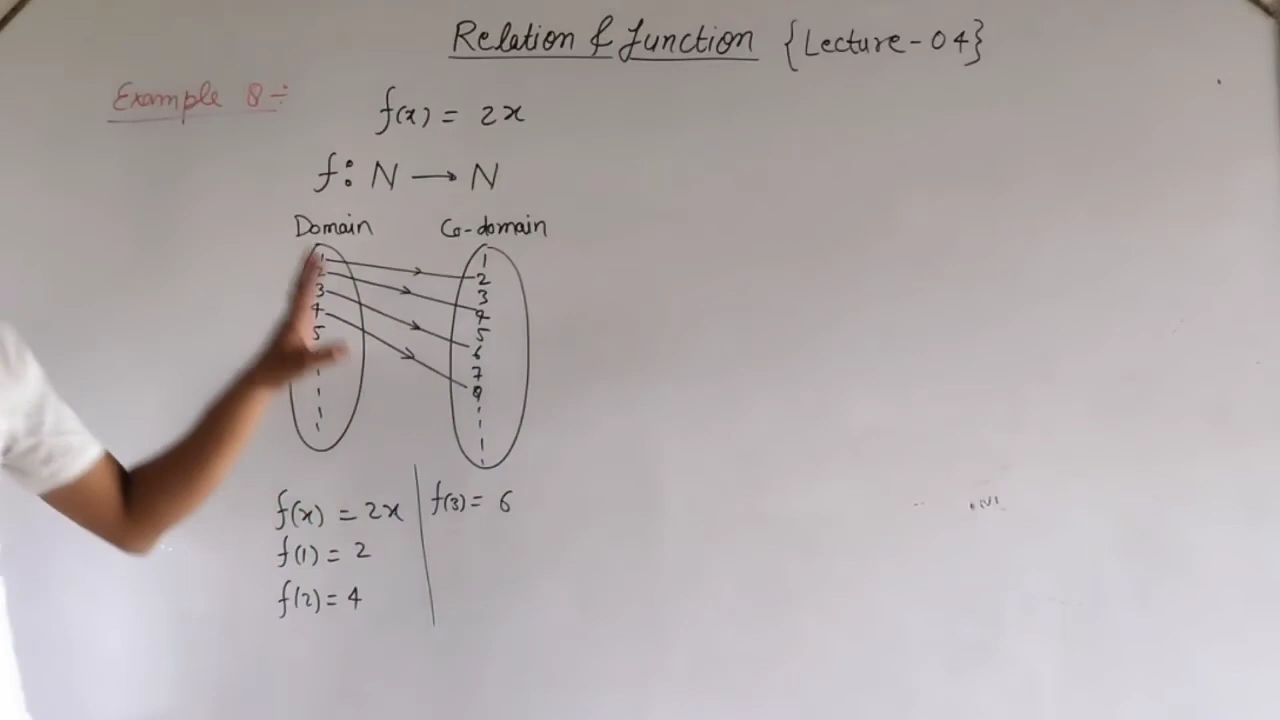 Relation & function {Lecture-04}
Example 8÷
f(x) = 2x
f: N → N
Domain Co-domain
1 1
2 2
3 3
4 4
5 5
6
7
8
f(x) = 2x f(3) = 6
f(1) = 2
f(2) = 4